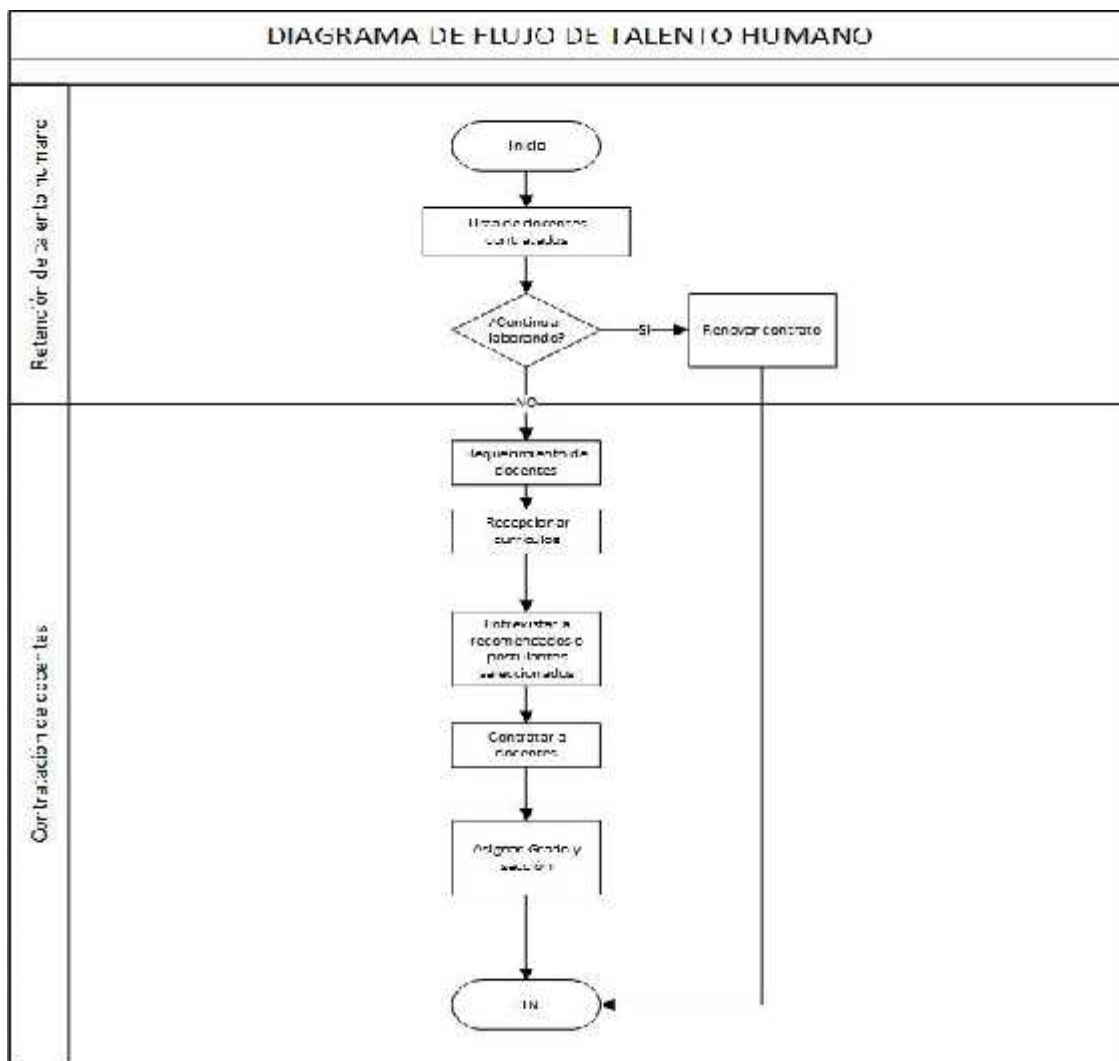 DIAGRAMA DE FLUJO DE TALENTO HUMANO
Retención de talento humano
Inicio
Lista de docentes
contratados
¿Continua
laborando?
SI
Renovar contrato
NO
Contratación de docentes
Requerimiento de
docentes
Recepcionar
currículos
Entrevistar a
recomendados o
postulantes
seleccionados
Contratar a
docentes
Asignar Grado y
sección
FIN